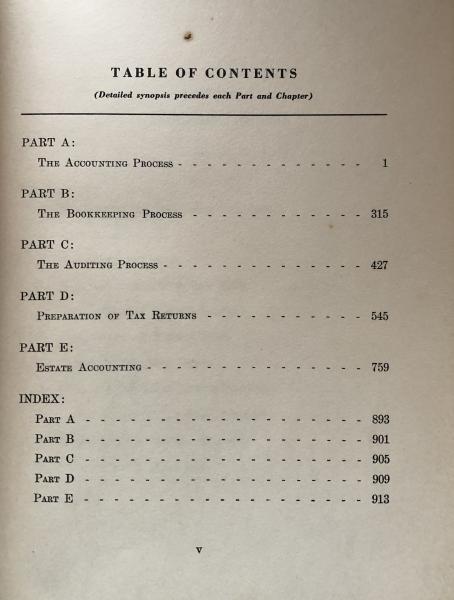 TABLE OF CONTENTS
(Detailed synopsis precedes each Part and Chapter)
PART A:
The Accounting Process - - - - - - - - - - - - - 1
PART B:
The Bookkeeping Process - - - - - - - - - - - - 315
PART C:
The Auditing Process - - - - - - - - - - - - - - 427
PART D:
Preparation of Tax Returns - - - - - - - - - - - 545
PART E:
Estate Accounting - - - - - - - - - - - - - - - 759
INDEX:
Part A - - - - - - - - - - - - - - - - - - - 893
Part B - - - - - - - - - - - - - - - - - - - 901
Part C - - - - - - - - - - - - - - - - - - - 905
Part D - - - - - - - - - - - - - - - - - - - 909
Part E - - - - - - - - - - - - - - - - - - - 913
v